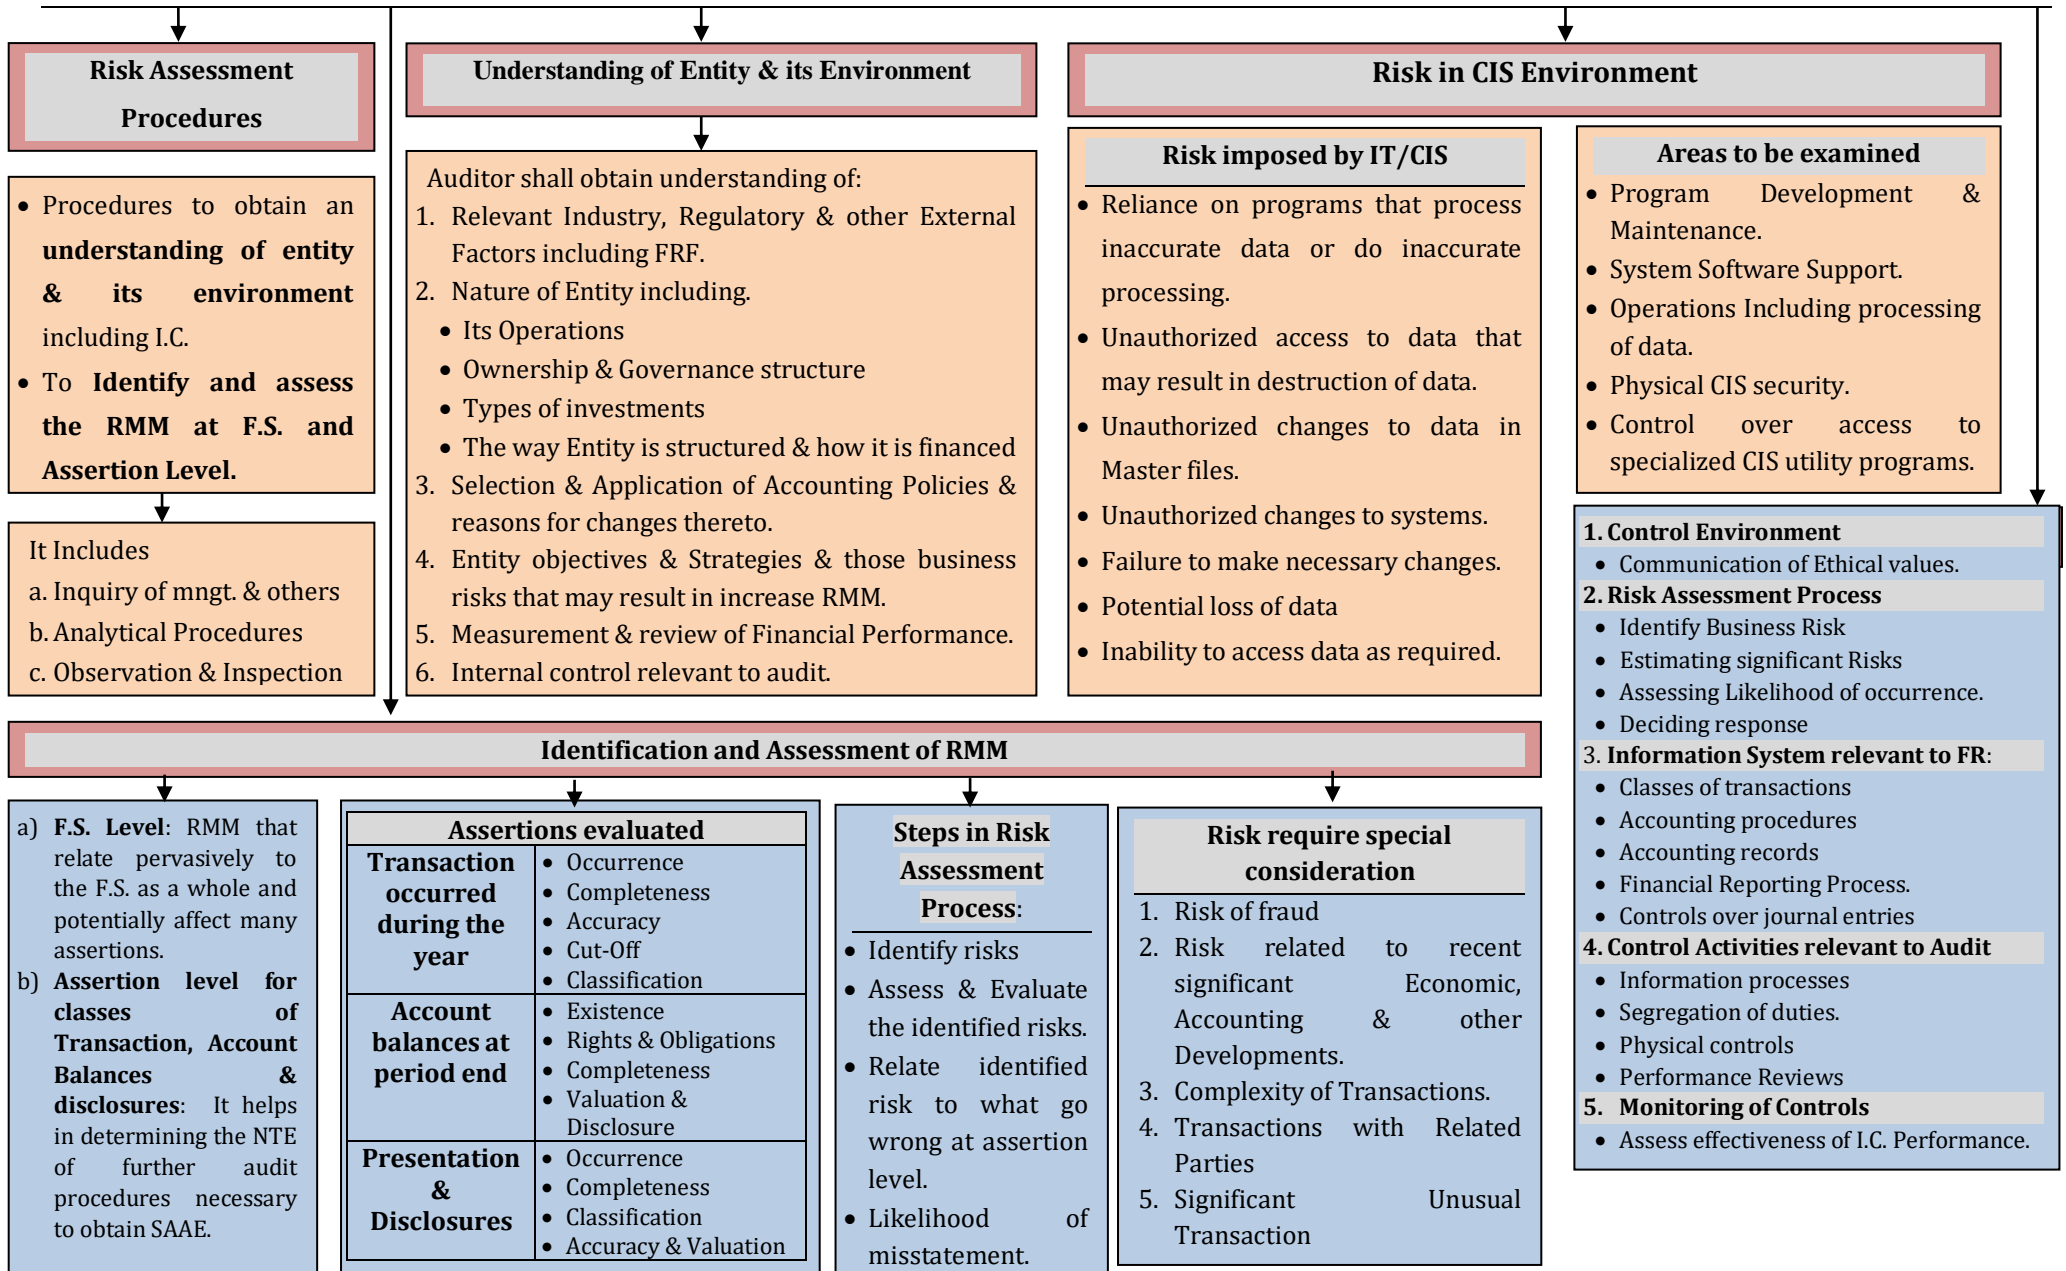 Risk Assessment
Procedures
• Procedures to obtain an
understanding of entity
& its environment
including I.C.
• To Identify and assess
the RMM at F.S. and
Assertion Level.
It Includes
a. Inquiry of mngt. & others
b. Analytical Procedures
c. Observation & Inspection
Understanding of Entity & its Environment
Auditor shall obtain understanding of:
1. Relevant Industry, Regulatory & other External
Factors including FRF.
2. Nature of Entity including.
• Its Operations
• Ownership & Governance structure
• Types of investments
• The way Entity is structured & how it is financed
3. Selection & Application of Accounting Policies &
reasons for changes thereto.
4. Entity objectives & Strategies & those business
risks that may result in increase RMM.
5. Measurement & review of Financial Performance.
6. Internal control relevant to audit.
Risk in CIS Environment
Risk imposed by IT/CIS
• Reliance on programs that process
inaccurate data or do inaccurate
processing.
• Unauthorized access to data that
may result in destruction of data.
• Unauthorized changes to data in
Master files.
• Unauthorized changes to systems.
• Failure to make necessary changes.
• Potential loss of data
• Inability to access data as required.
Areas to be examined
• Program Development &
Maintenance.
• System Software Support.
• Operations Including processing
of data.
• Physical CIS security.
• Control over access to
specialized CIS utility programs.
1. Control Environment
• Communication of Ethical values.
2. Risk Assessment Process
• Identify Business Risk
• Estimating significant Risks
• Assessing Likelihood of occurrence.
• Deciding response
3. Information System relevant to FR:
• Classes of transactions
• Accounting procedures
• Accounting records
• Financial Reporting Process.
• Controls over journal entries
4. Control Activities relevant to Audit
• Information processes
• Segregation of duties.
• Physical controls
• Performance Reviews
5. Monitoring of Controls
• Assess effectiveness of I.C. Performance.
Identification and Assessment of RMM
a) F.S. Level: RMM that
relate pervasively to
the F.S. as a whole and
potentially affect many
assertions.
b) Assertion level for
classes of
Transaction, Account
Balances &
disclosures: It helps
in determining the NTE
of further audit
procedures necessary
to obtain SAAE.
Assertions evaluated
Transaction
occurred
during the
year
• Occurrence
• Completeness
• Accuracy
• Cut-Off
• Classification
Account
balances at
period end
• Existence
• Rights & Obligations
• Completeness
• Valuation &
Disclosure
Presentation
&
Disclosures
• Occurrence
• Completeness
• Classification
• Accuracy & Valuation
Steps in Risk
Assessment
Process:
• Identify risks
• Assess & Evaluate
the identified risks.
• Relate identified
risk to what go
wrong at assertion
level.
• Likelihood of
misstatement.
Risk require special
consideration
1. Risk of fraud
2. Risk related to recent
significant Economic,
Accounting & other
Developments.
3. Complexity of Transactions.
4. Transactions with Related
Parties
5. Significant Unusual
Transaction